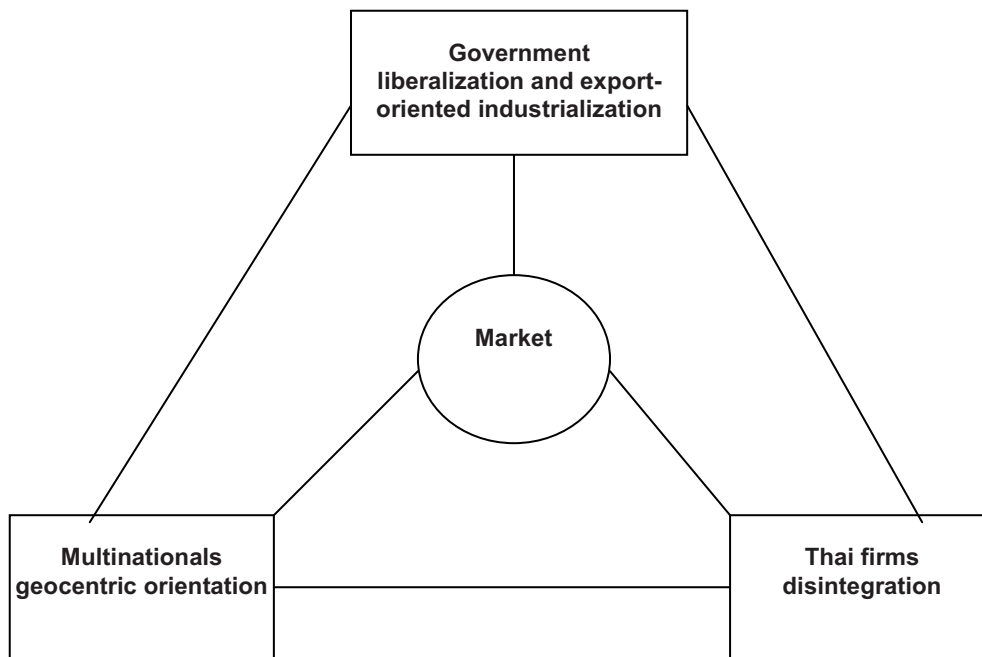 Government
liberalization and export-
oriented industrialization
Market
Multinationals
geocentric orientation
Thai firms
disintegration